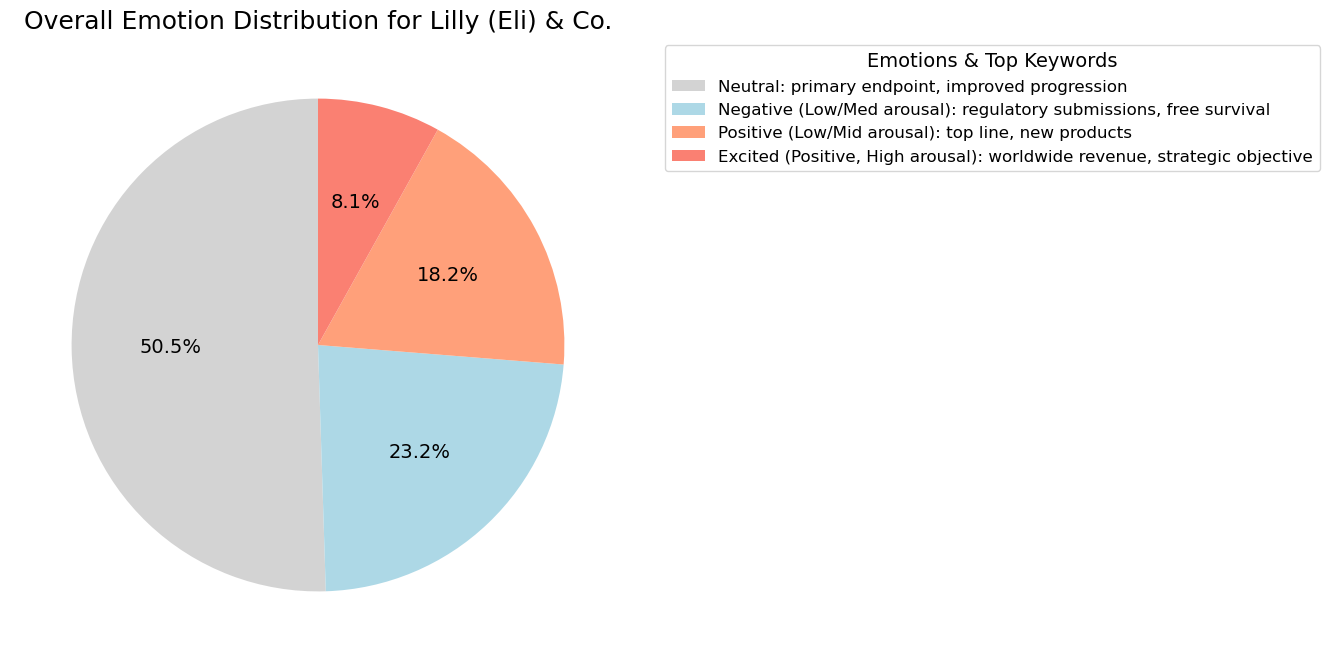 Overall Emotion Distribution for Lilly (Eli) & Co.
Emotions & Top Keywords
Neutral: primary endpoint, improved progression
Negative (Low/Med arousal): regulatory submissions, free survival
Positive (Low/Mid arousal): top line, new products
Excited (Positive, High arousal): worldwide revenue, strategic objective
8.1%
18.2%
50.5%
23.2%